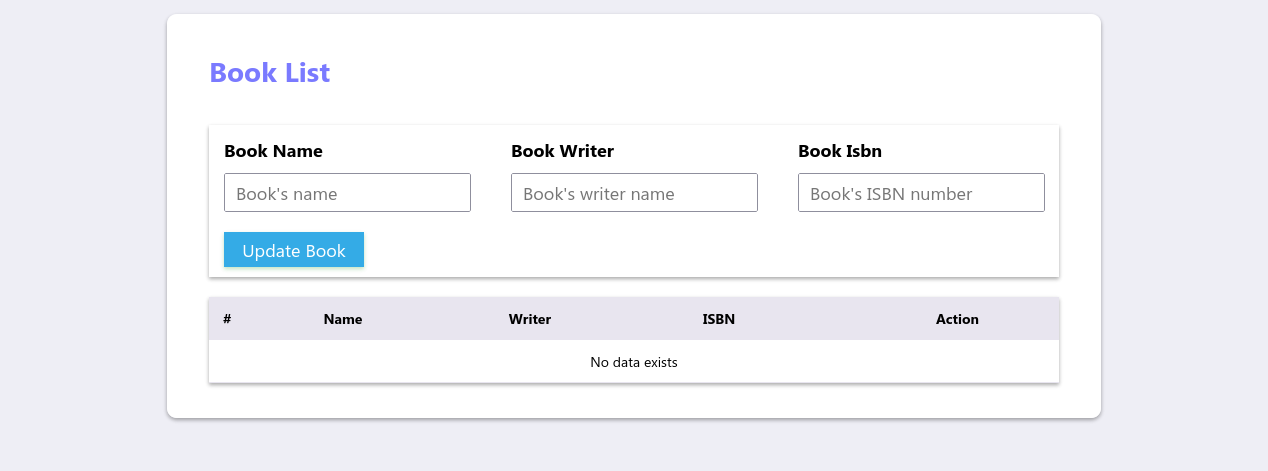 Book List
Book Name Book Writer Book Isbn
Book's name Book's writer name Book's ISBN number
Update Book
# Name Writer ISBN Action
No data exists